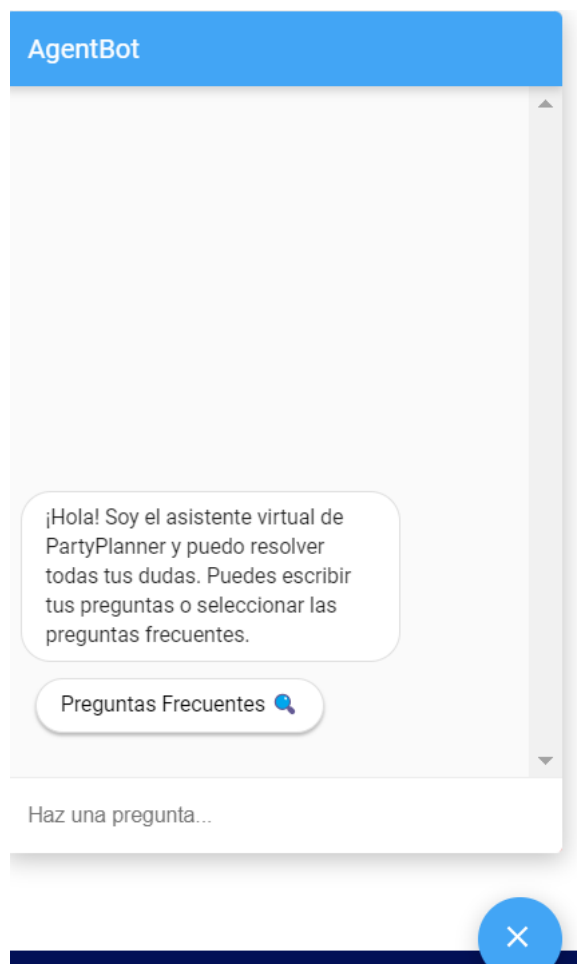 AgentBot
¡Hola! Soy el asistente virtual de
PartyPlanner y puedo resolver
todas tus dudas. Puedes escribir
tus preguntas o seleccionar las
preguntas frecuentes.
Preguntas Frecuentes 🔍
Haz una pregunta...